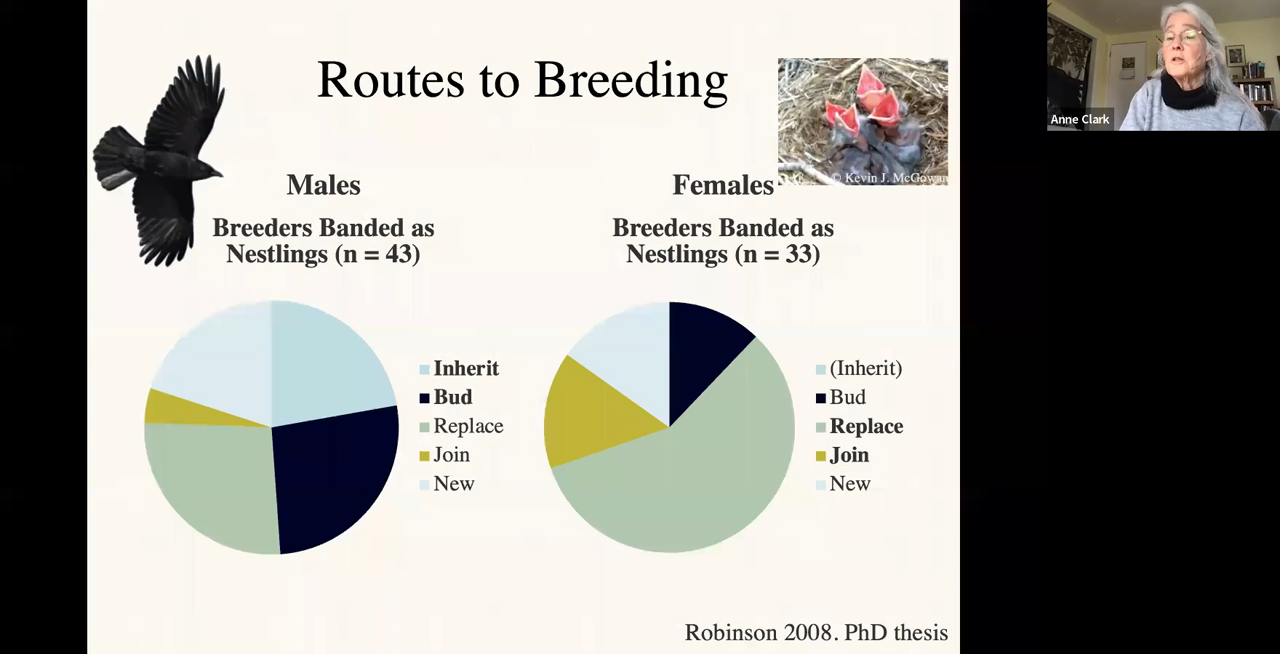 Routes to Breeding
Anne Clark
© Kevin J. McGowan
Males
Breeders Banded as
Nestlings (n = 43)
Inherit
Bud
Replace
Join
New
Females
Breeders Banded as
Nestlings (n = 33)
(Inherit)
Bud
Replace
Join
New
Robinson 2008. PhD thesis